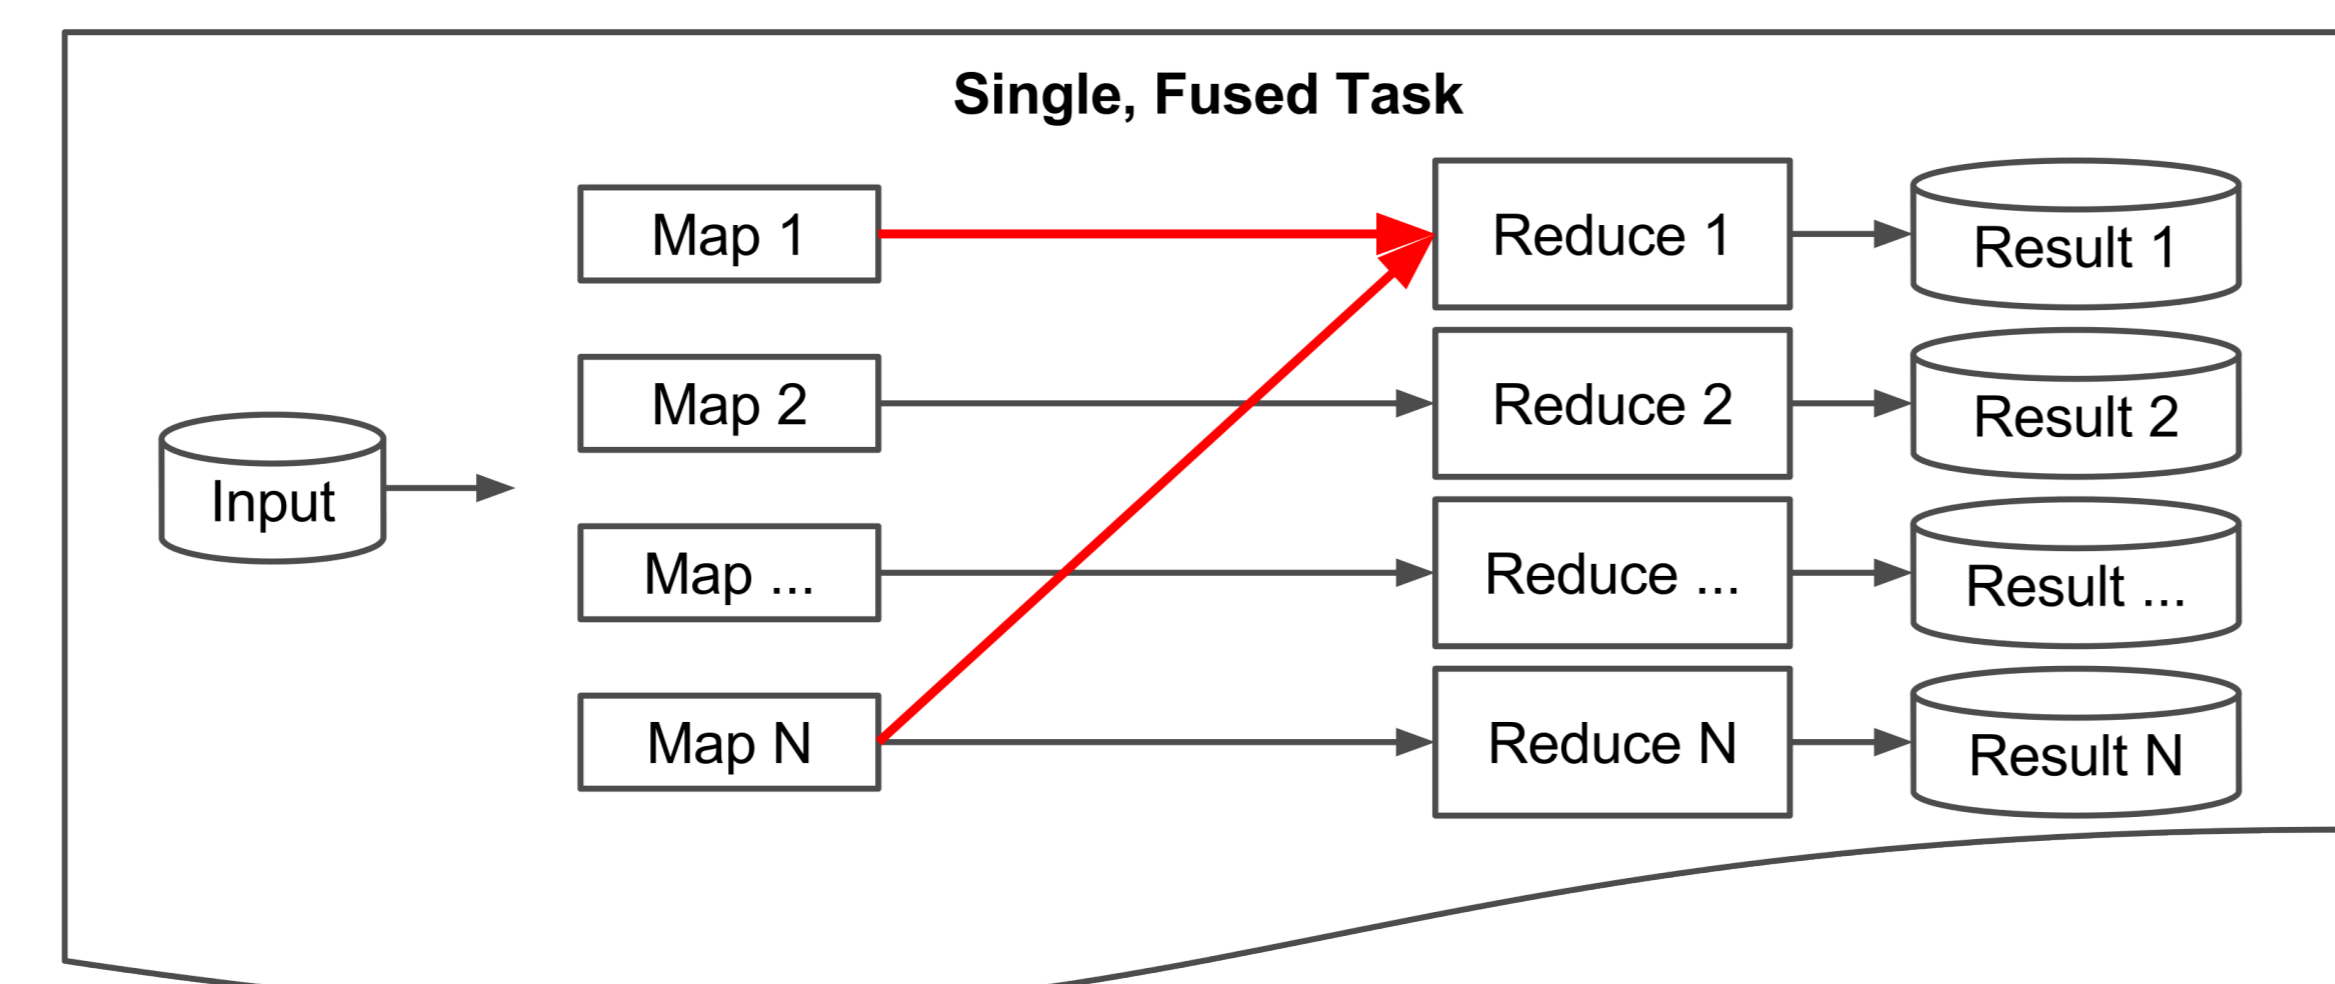 Single, Fused Task
Map 1
Reduce 1
Result 1
Map 2
Reduce 2
Result 2
Input
Map ...
Reduce ...
Result ...
Map N
Reduce N
Result N